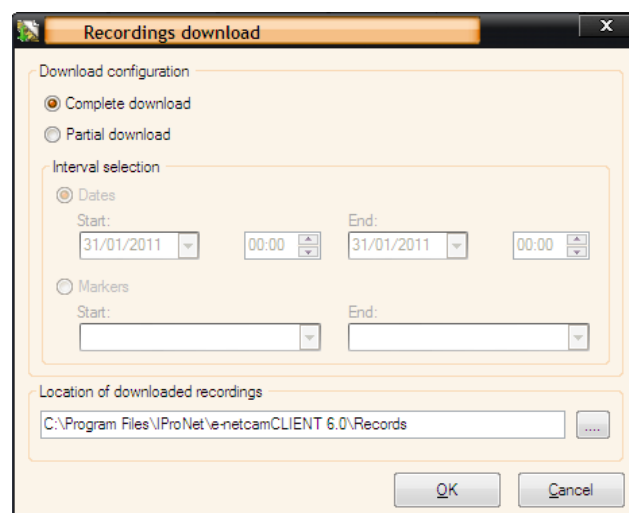 Recordings download
X
Download configuration
Complete download
Partial download
Interval selection
Dates
Start: End:
31/01/2011 00:00 31/01/2011 00:00
Markers
Start: End:
Location of downloaded recordings
C:\Program Files\IProNet\e-netcamCLIENT 6.0\Records ....
OK Cancel